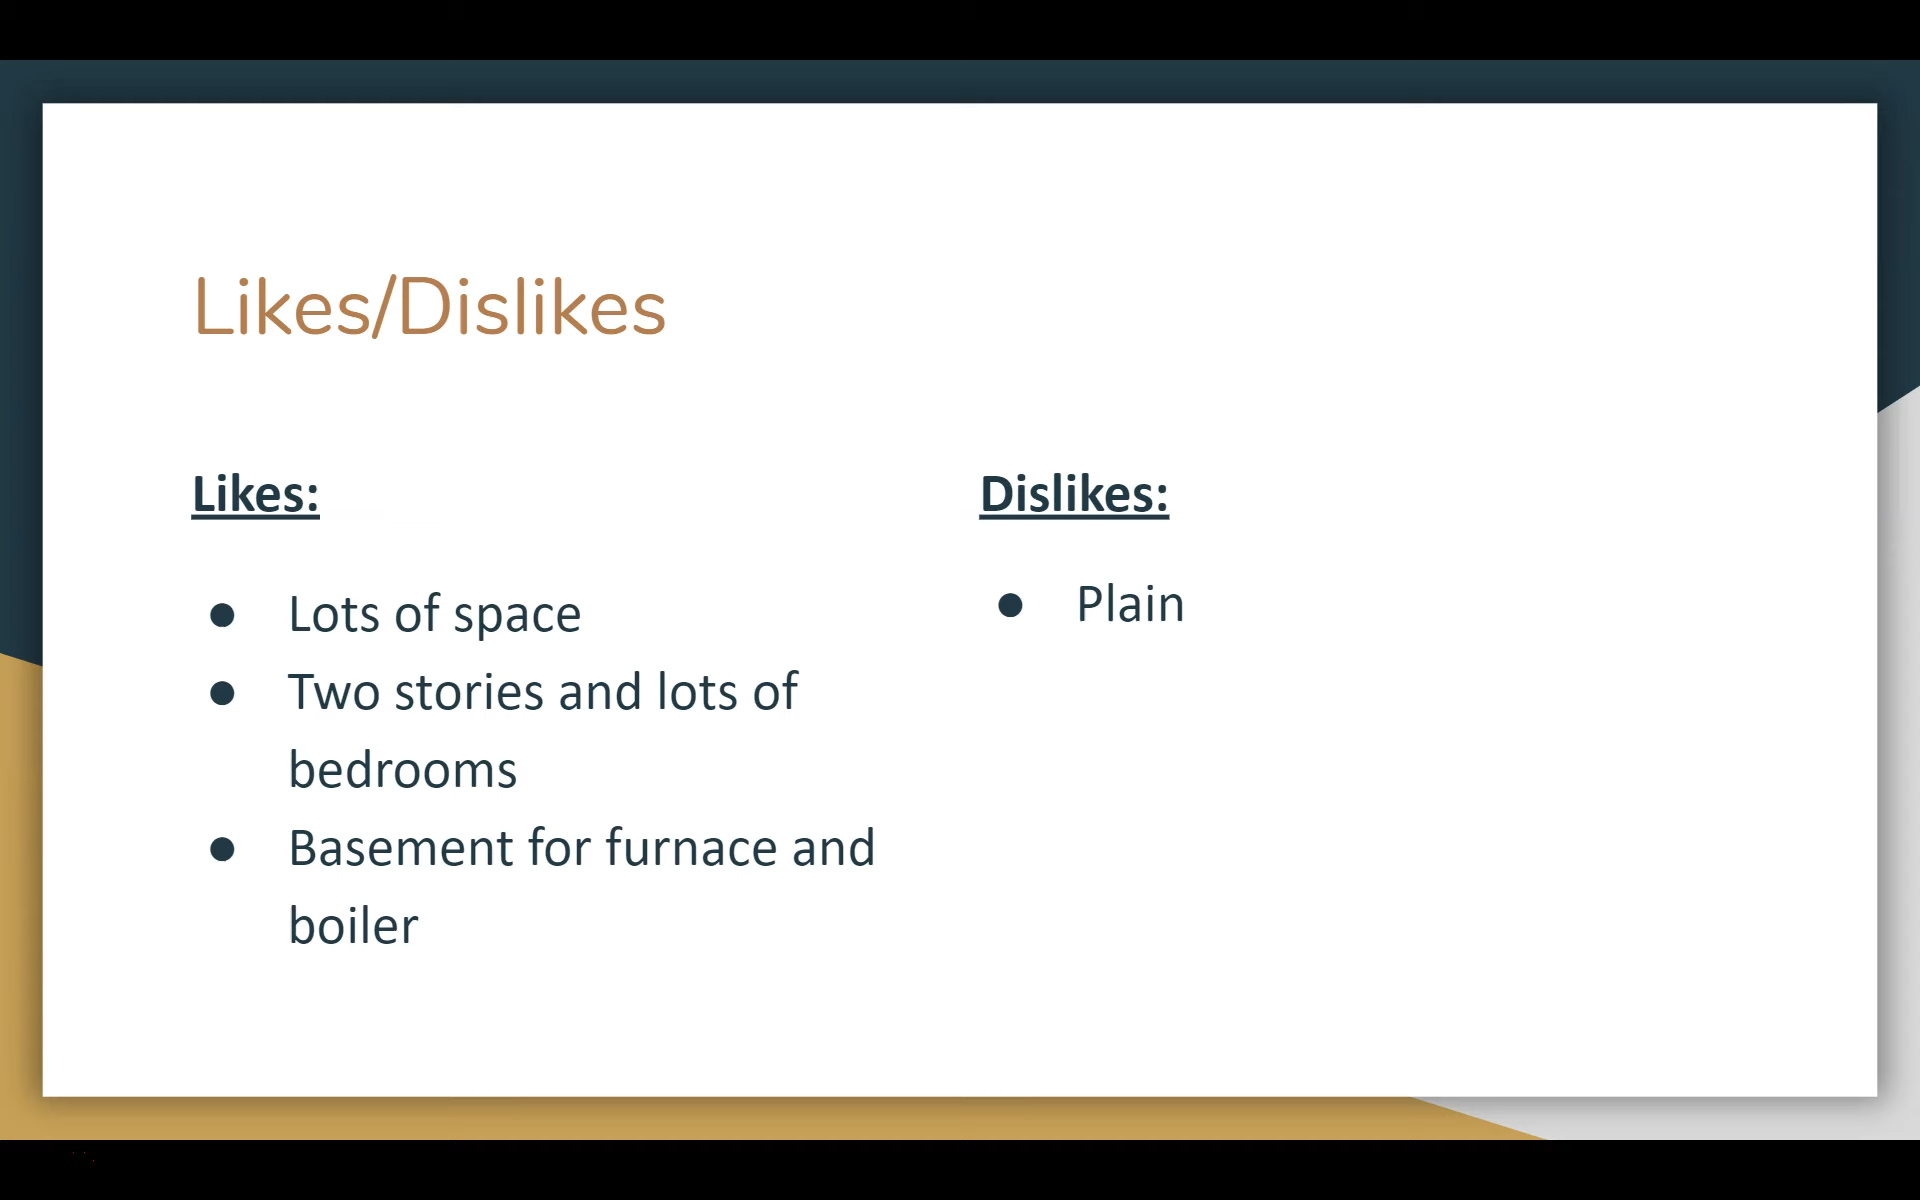 Likes/Dislikes
Likes:
● Lots of space
● Two stories and lots of
bedrooms
● Basement for furnace and
boiler
Dislikes:
● Plain